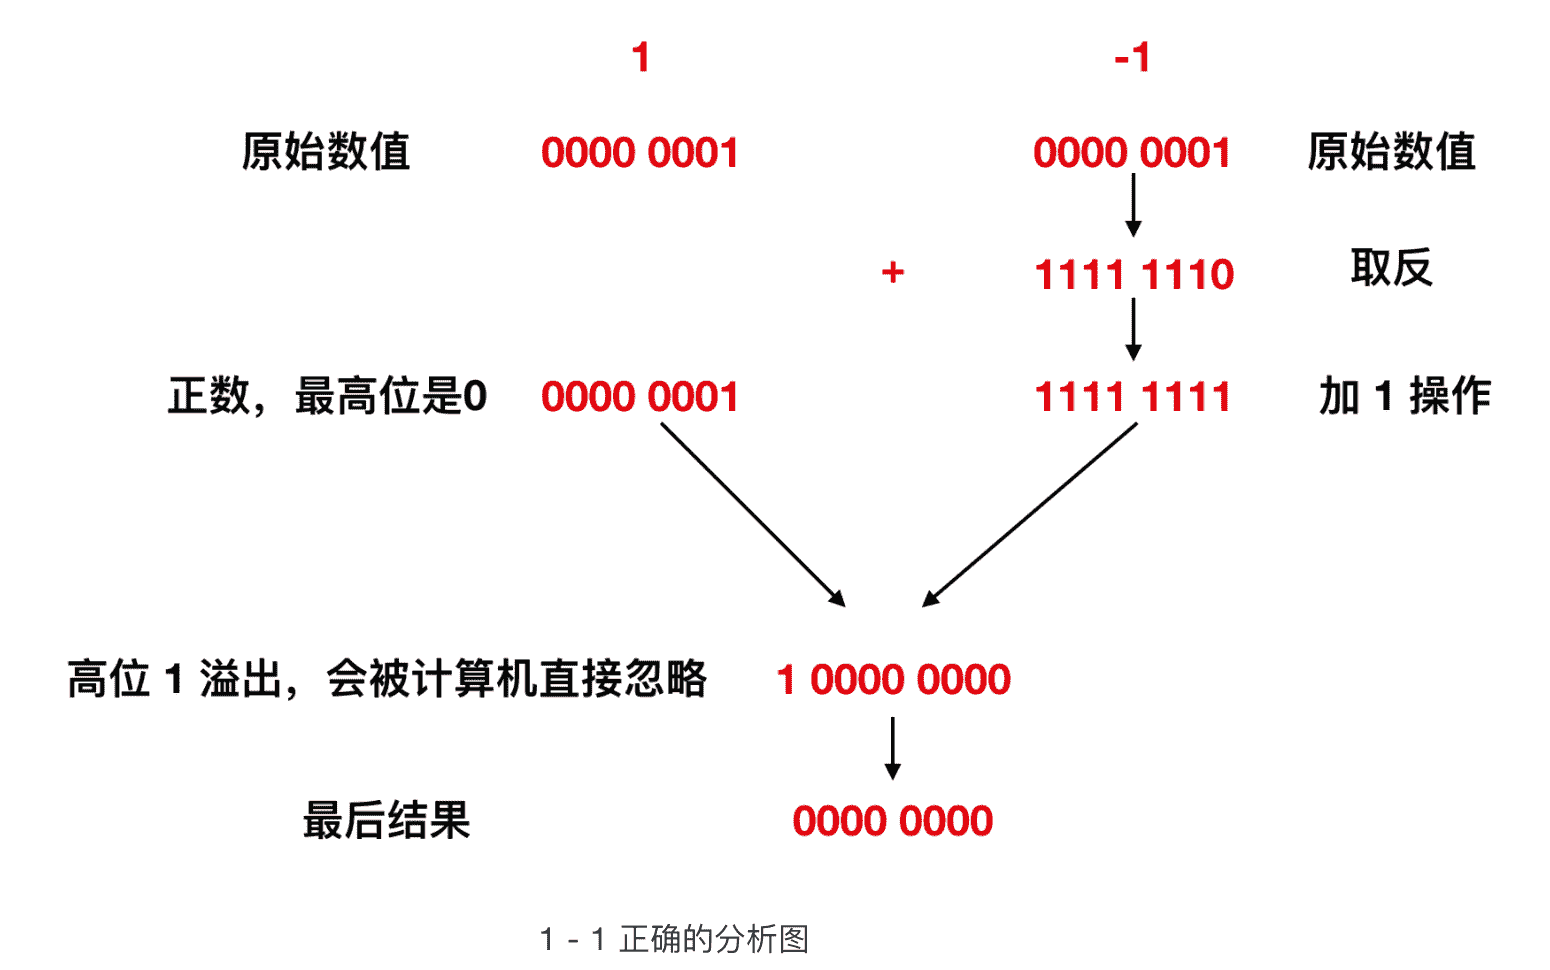 1 -1
原始数值 0000 0001 0000 0001 原始数值
+ 1111 1110 取反
正数，最高位是0 0000 0001 1111 1111 加 1 操作
高位 1 溢出，会被计算机直接忽略 1 0000 0000
最后结果 0000 0000
1 - 1 正确的分析图